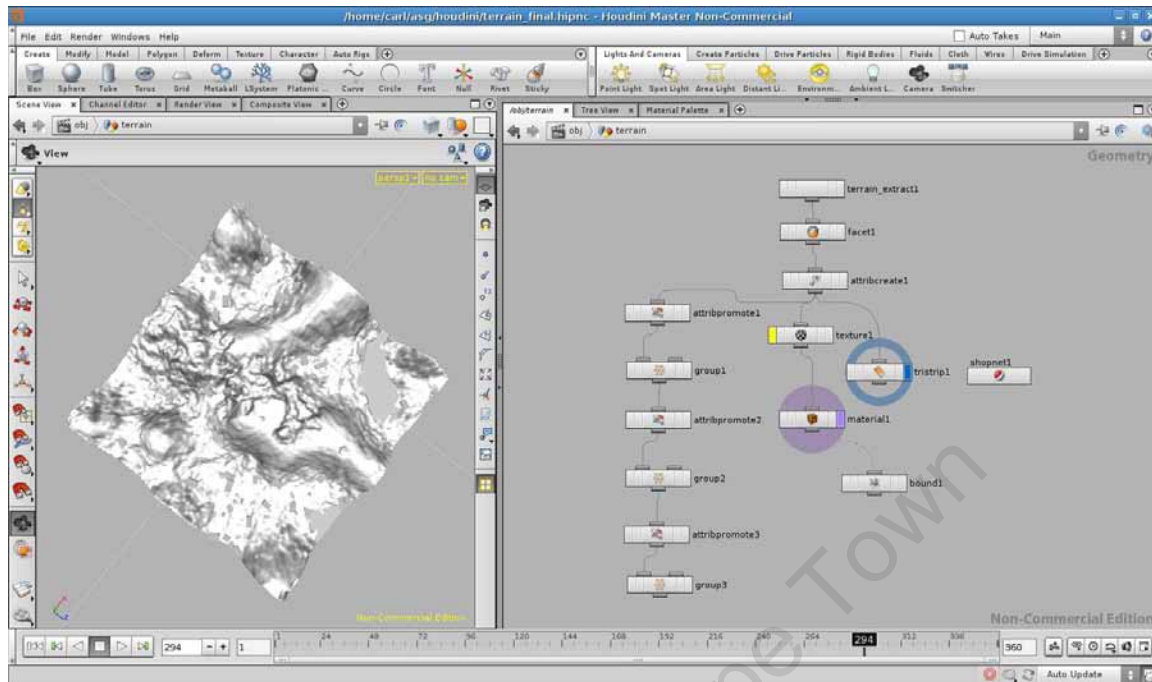 /home/carl/asg/houdini/terrain_final.hipnc - Houdini Master Non-Commercial
File Edit Render Windows Help
Auto Takes Main
Create Modify Model Polygon Deform Texture Character Auto Rigs
Lights And Cameras Create Particles Drive Particles Rigid Bodies Fluids Cloth Wires Drive Simulation
Box Sphere Tube Torus Grid Metaball LSystem Platonic ... Curve Circle Font Null Rivet Sticky
Point Light Spot Light Area Light Distant Li... Environm... Ambient L... Camera Switcher
Scene View Channel Editor Render View Composite View
/obj/terrain Tree View Material Palette
obj terrain
obj terrain
View
persp1 no cam
Geometry
terrain_extract1
facet1
attribcreate1
attribpromote1
texture1
group1
tristrip1
shopnet1
attribpromote2
material1
group2
bound1
attribpromote3
group3
Non-Commercial Edition
Non-Commercial Edition
294
1
1 24 48 72 96 120 144 168 192 216 240 264 294 312 336
360
Auto Update
Town